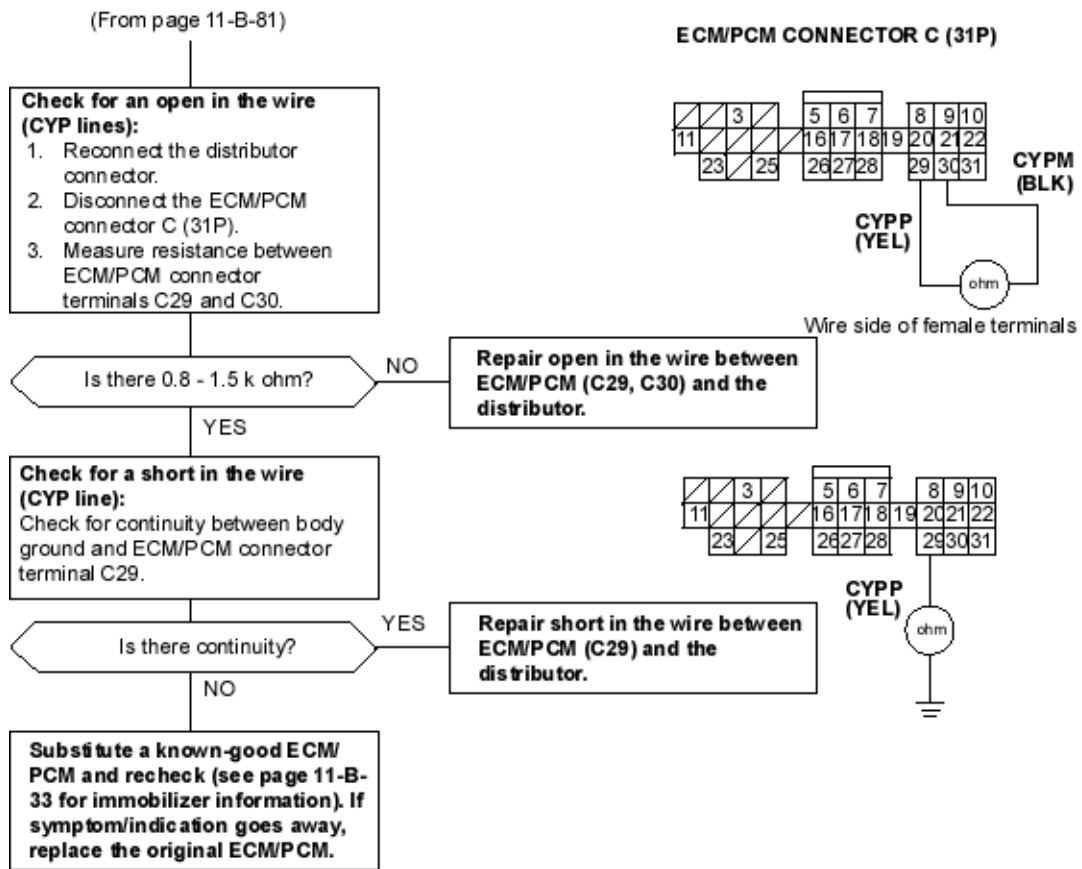 (From page 11-B-81)
Check for an open in the wire
(CYP lines):
1. Reconnect the distributor
connector.
2. Disconnect the ECM/PCM
connector C (31P).
3. Measure resistance between
ECM/PCM connector
terminals C29 and C30.
Is there 0.8 - 1.5 k ohm?
NO
Repair open in the wire between
ECM/PCM (C29, C30) and the
distributor.
YES
Check for a short in the wire
(CYP line):
Check for continuity between body
ground and ECM/PCM connector
terminal C29.
Is there continuity?
YES
Repair short in the wire between
ECM/PCM (C29) and the
distributor.
NO
Substitute a known-good ECM/
PCM and recheck (see page 11-B-
33 for immobilizer information). If
symptom/indication goes away,
replace the original ECM/PCM.
ECM/PCM CONNECTOR C (31P)
3 5 6 7 8 9 10
11 16 17 18 19 20 21 22
23 25 26 27 28 29 30 31
CYPM
(BLK)
CYPP
(YEL)
ohm
Wire side of female terminals
3 5 6 7 8 9 10
11 16 17 18 19 20 21 22
23 25 26 27 28 29 30 31
CYPP
(YEL)
ohm